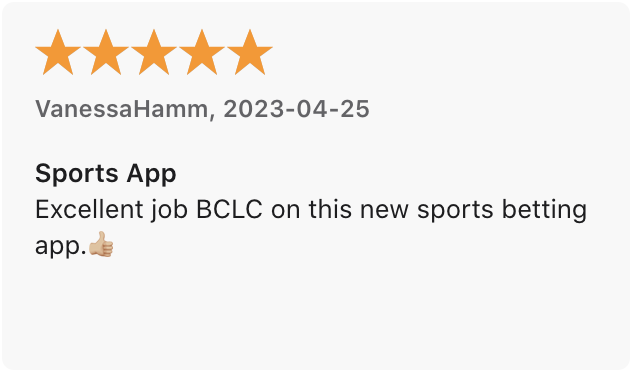 VanessaHamm, 2023-04-25
Sports App
Excellent job BCLC on this new sports betting
app.👍🏼